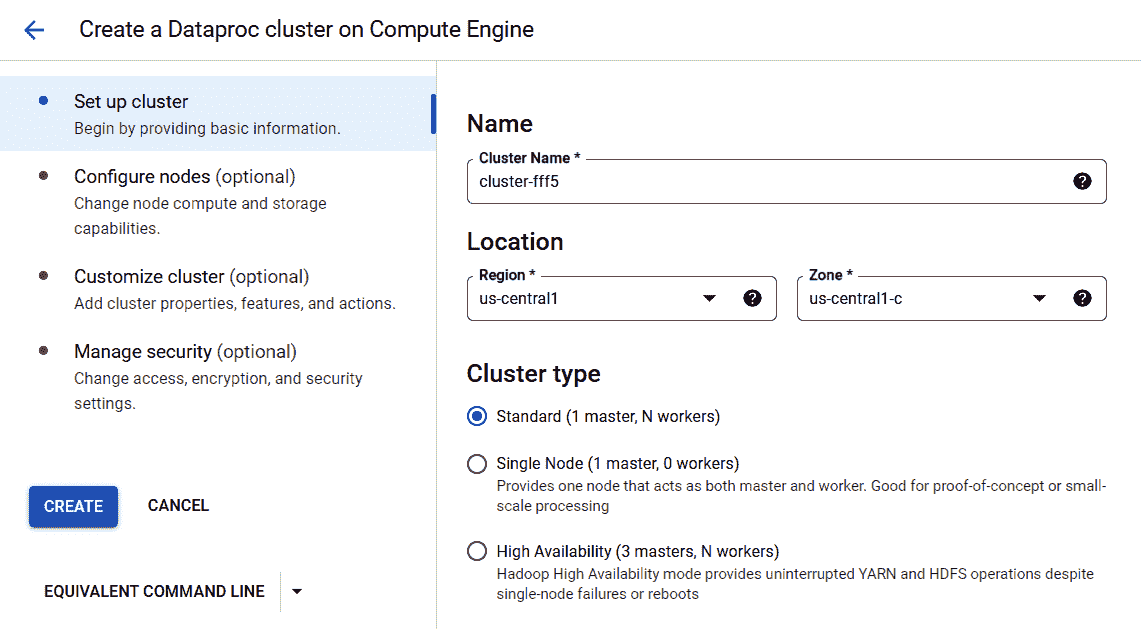 Create a Dataproc cluster on Compute Engine
Set up cluster
Begin by providing basic information.
Configure nodes (optional)
Change node compute and storage
capabilities.
Customize cluster (optional)
Add cluster properties, features, and actions.
Manage security (optional)
Change access, encryption, and security
settings.
CREATE
CANCEL
EQUIVALENT COMMAND LINE
Name
Cluster Name *
cluster-fff5
Location
Region *
us-central1
Zone *
us-central1-c
Cluster type
Standard (1 master, N workers)
Single Node (1 master, 0 workers)
Provides one node that acts as both master and worker. Good for proof-of-concept or small-
scale processing
High Availability (3 masters, N workers)
Hadoop High Availability mode provides uninterrupted YARN and HDFS operations despite
single-node failures or reboots